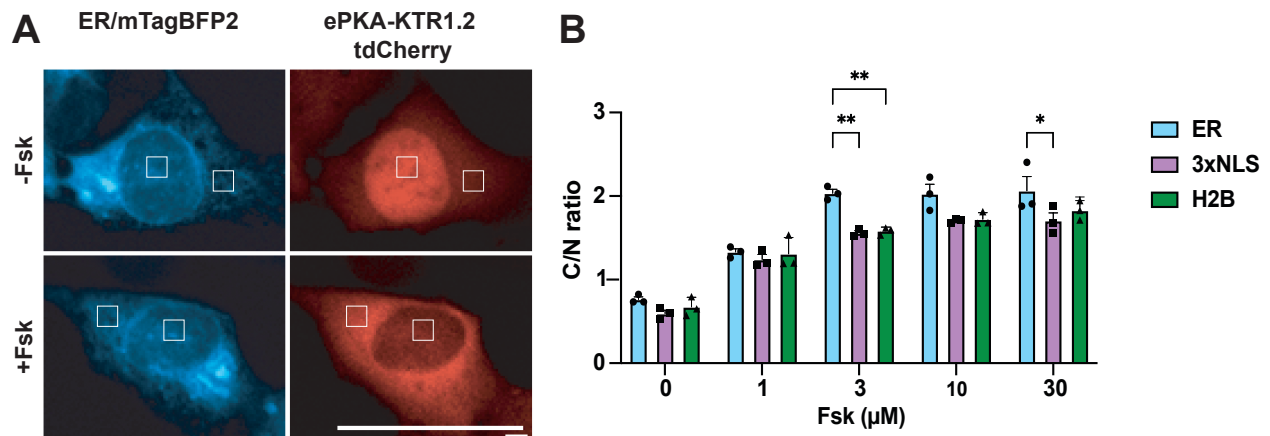 A
ER/mTagBFP2
ePKA-KTR1.2
tdCherry
-Fsk
+Fsk
B
C/N ratio
3
2
1
0
**
**
*
0 1 3 10 30
Fsk (µM)
ER
3xNLS
H2B